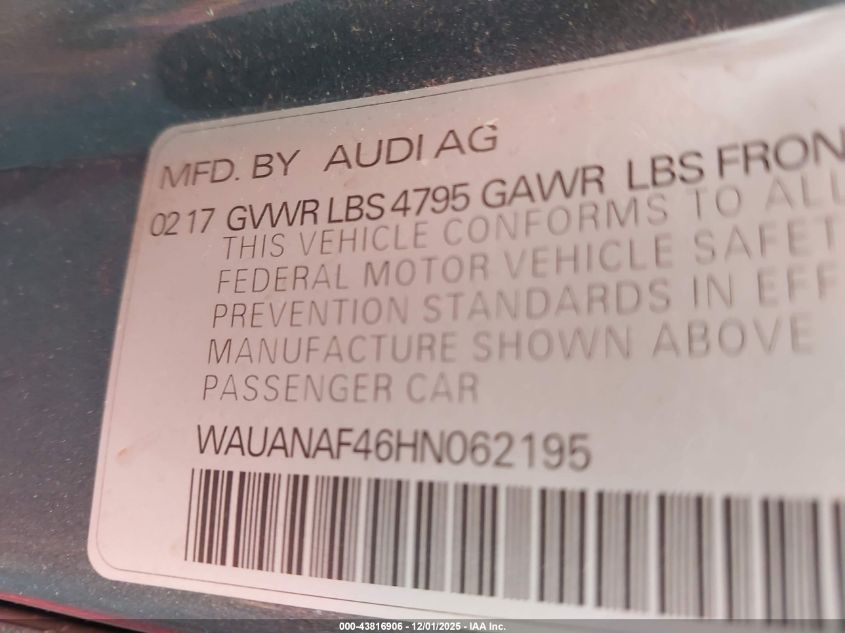 MFD. BY AUDI AG
02 17 GVWR LBS 4795 GAWR LBS FRON
THIS VEHICLE CONFORMS TO ALL
FEDERAL MOTOR VEHICLE SAFET
PREVENTION STANDARDS IN EFF
MANUFACTURE SHOWN ABOVE
PASSENGER CAR
WAUANAF46HN062195
000-43816906 - 12/01/2025 - IAA Inc.